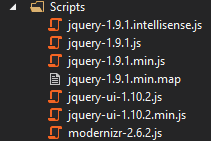 Scripts
jquery-1.9.1.intellisense.js
jquery-1.9.1.js
jquery-1.9.1.min.js
jquery-1.9.1.min.map
jquery-ui-1.10.2.js
jquery-ui-1.10.2.min.js
modernizr-2.6.2.js